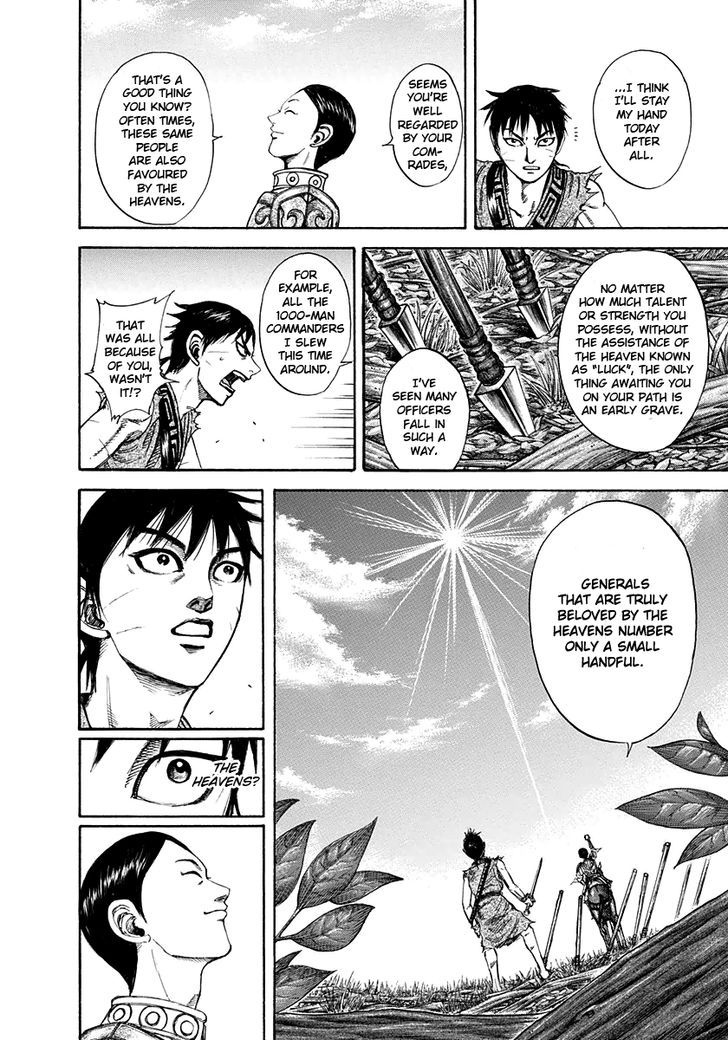 ...I THINK
I'LL STAY
MY HAND
TODAY
AFTER
ALL.
SEEMS
YOU'RE
WELL
REGARDED
BY YOUR
COM-
RADES,
THAT'S A
GOOD THING
YOU KNOW?
OFTEN TIMES,
THESE SAME
PEOPLE
ARE ALSO
FAVOURED
BY THE
HEAVENS.
NO MATTER
HOW MUCH TALENT
OR STRENGTH YOU
POSSESS, WITHOUT
THE ASSISTANCE OF
THE HEAVEN KNOWN
AS "LUCK", THE ONLY
THING AWAITING YOU
ON YOUR PATH IS
AN EARLY GRAVE.
I'VE
SEEN MANY
OFFICERS
FALL IN
SUCH A
WAY.
FOR
EXAMPLE,
ALL THE
1000-MAN
COMMANDERS
I SLEW
THIS TIME
AROUND.
THAT
WAS ALL
BECAUSE
OF YOU,
WASN'T
IT!?
GENERALS
THAT ARE TRULY
BELOVED BY THE
HEAVENS NUMBER
ONLY A SMALL
HANDFUL.
THE
HEAVENS?